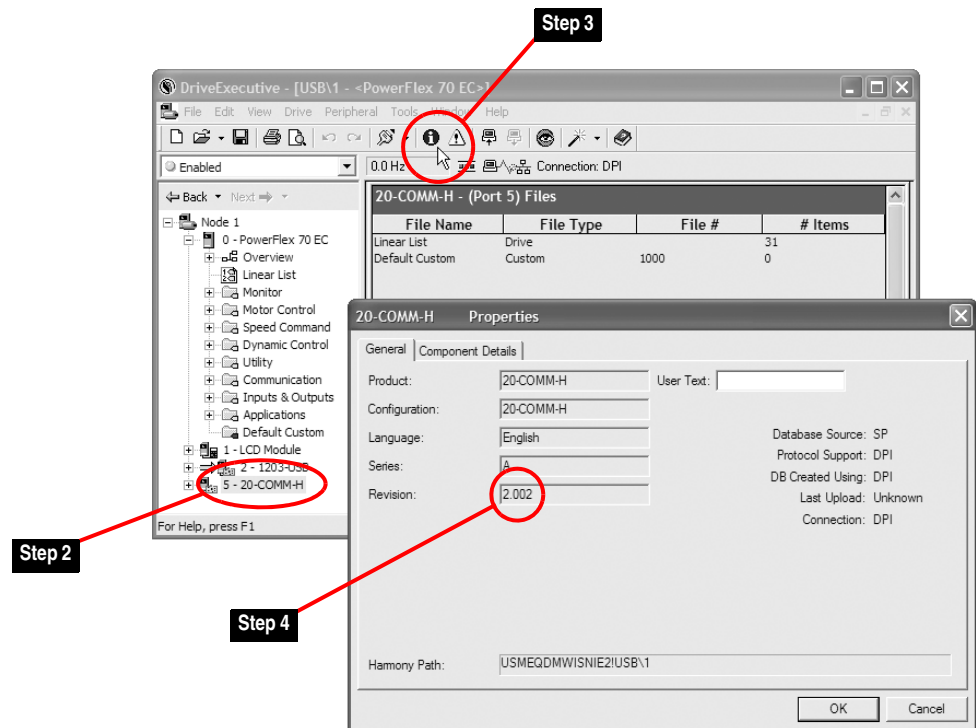 Step 3
DriveExecutive - [USB\1 - <PowerFlex 70 EC>]
File Edit View Drive Peripheral Tools Window Help
Enabled
0.0 Hz
Connection: DPI
Back Next
20-COMM-H - (Port 5) Files
File Name File Type File # # Items
Linear List Drive 31
Default Custom Custom 1000 0
Node 1
0 - PowerFlex 70 EC
Overview
Linear List
Monitor
Motor Control
Speed Command
Dynamic Control
Utility
Communication
Inputs & Outputs
Applications
Default Custom
1 - LCD Module
2 - 1203-USB
5 - 20-COMM-H
For Help, press F1
Step 2
20-COMM-H Properties
General Component Details
Product: 20-COMM-H
User Text:
Configuration: 20-COMM-H
Language: English
Series: A
Revision: 2.002
Database Source: SP
Protocol Support: DPI
DB Created Using: DPI
Last Upload: Unknown
Connection: DPI
Step 4
Harmony Path: USMEQDMWISNIE2!USB\1
OK Cancel